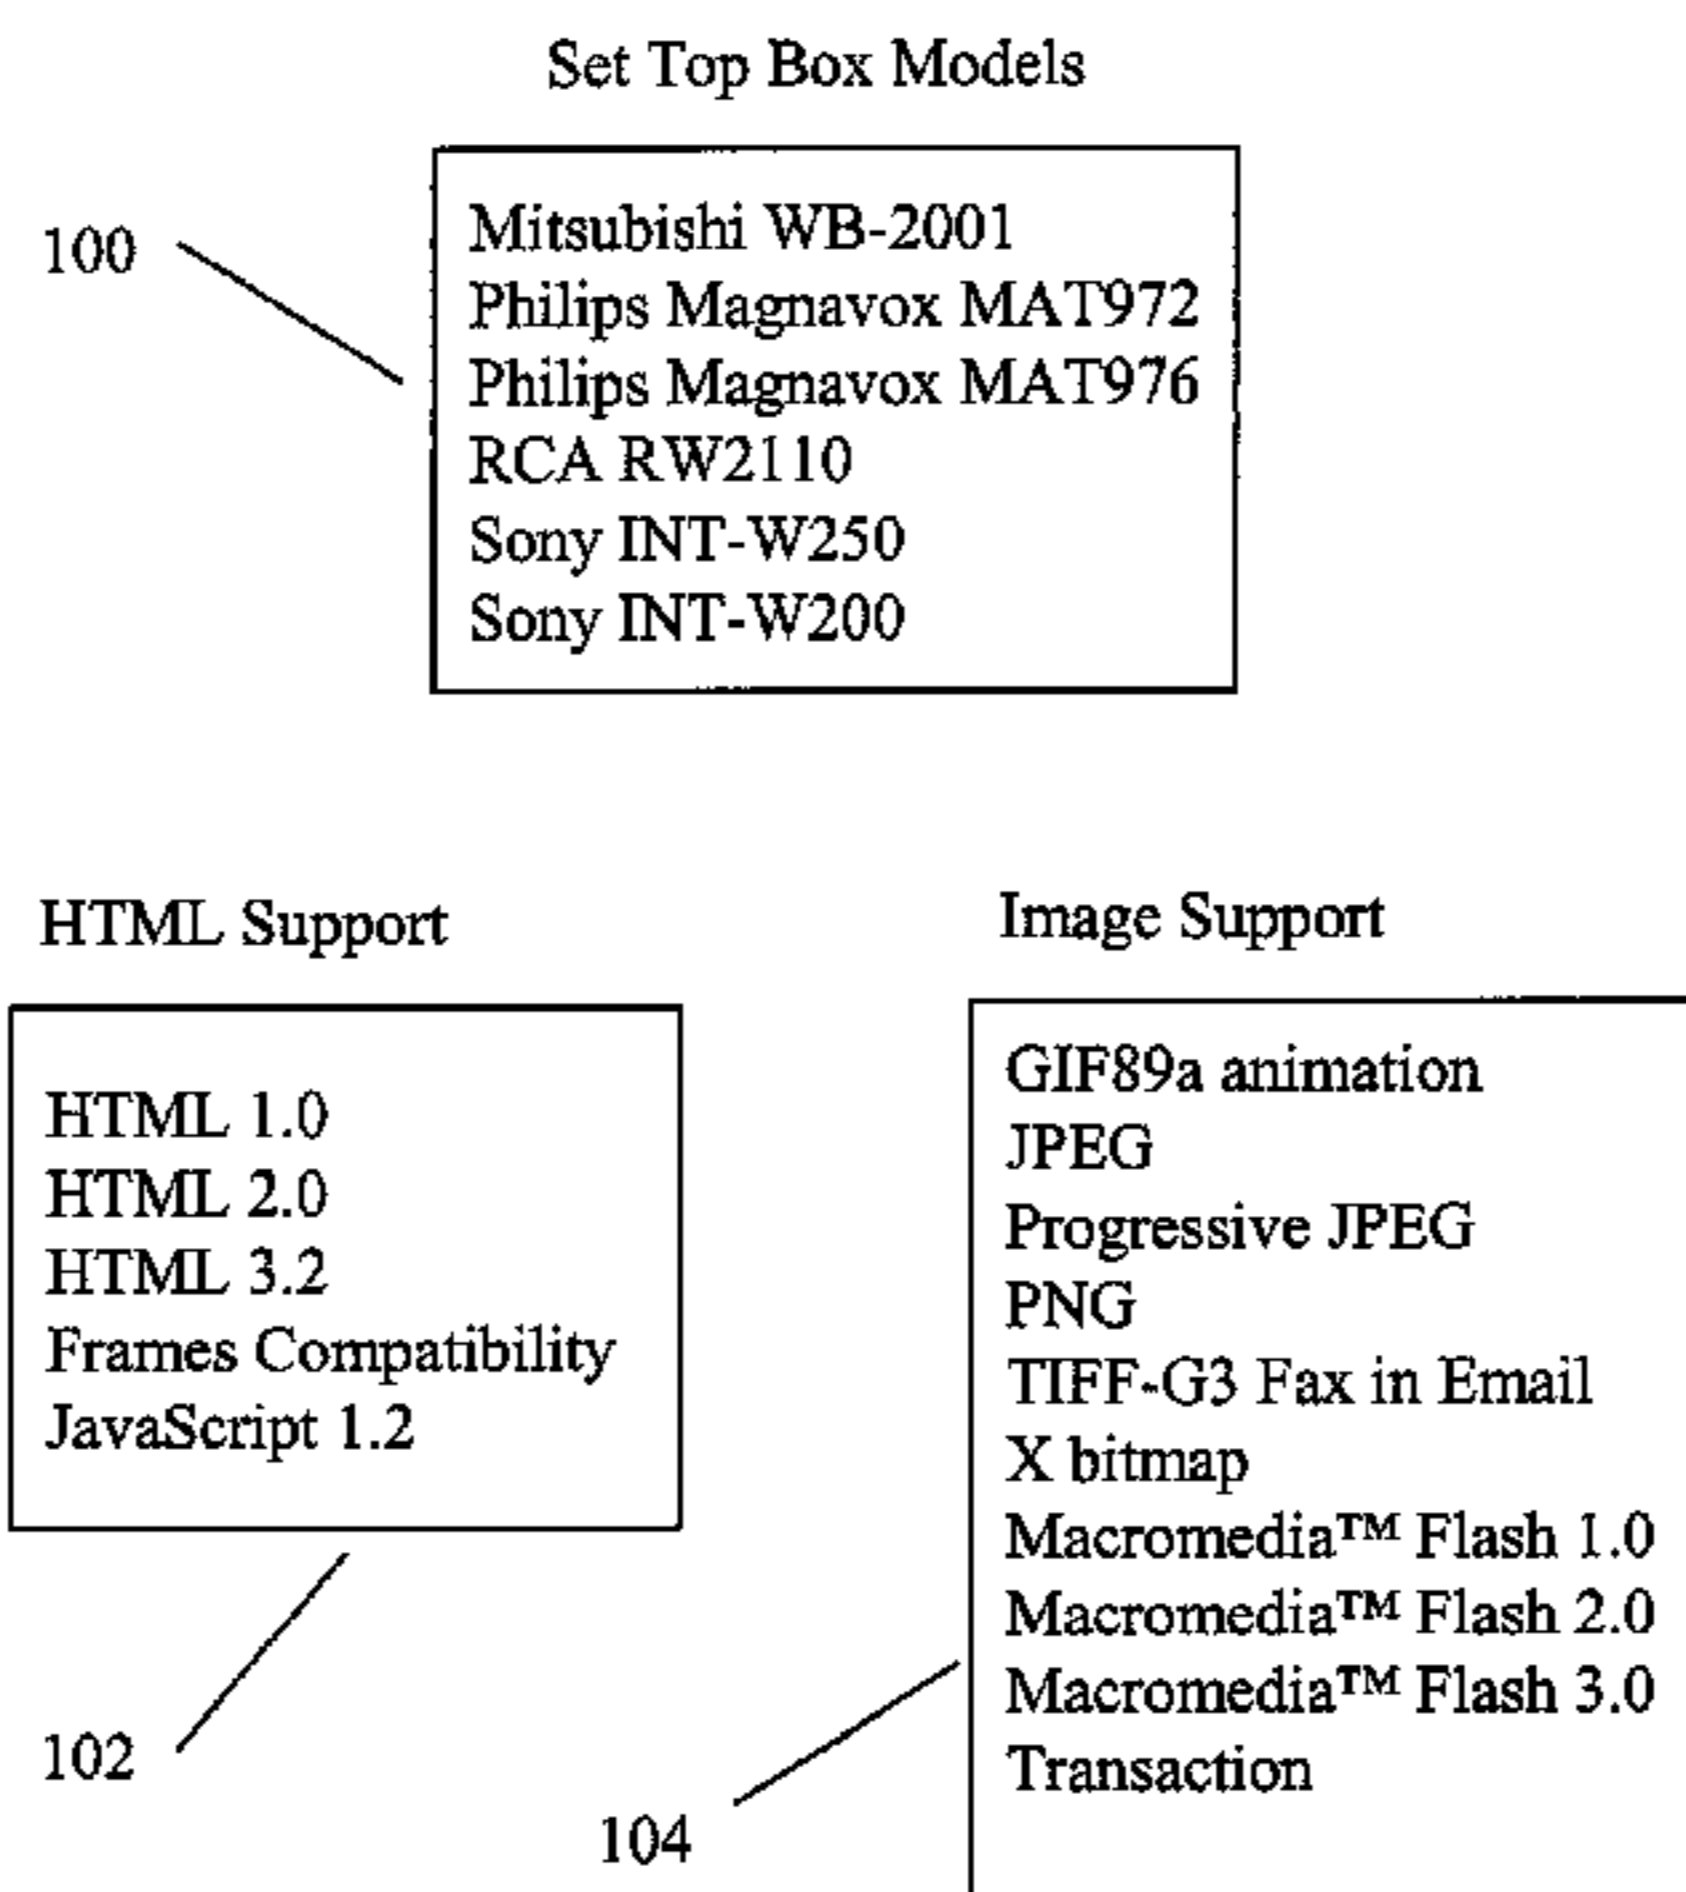 Set Top Box Models
100
Mitsubishi WB-2001
Philips Magnavox MAT972
Philips Magnavox MAT976
RCA RW2110
Sony INT-W250
Sony INT-W200
HTML Support
HTML 1.0
HTML 2.0
HTML 3.2
Frames Compatibility
JavaScript 1.2
102
Image Support
GIF89a animation
JPEG
Progressive JPEG
PNG
TIFF-G3 Fax in Email
X bitmap
Macromedia™ Flash 1.0
Macromedia™ Flash 2.0
Macromedia™ Flash 3.0
Transaction
104